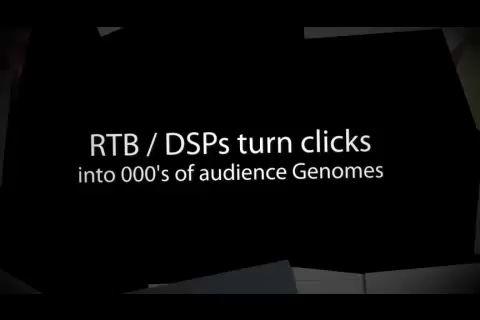 RTB / DSPs turn clicks
into 000's of audience Genomes